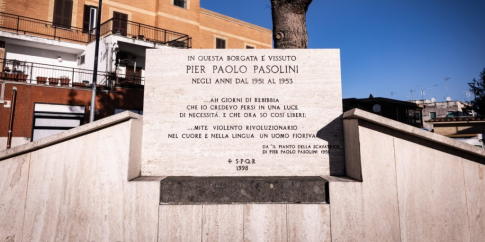 IN QUESTA BORGATA E VISSUTO
PIER PAOLO PASOLINI
NEGLI ANNI DAL 1951 AL 1953
...AH GIORNI DI REBIBBIA
CHE IO CREDEVO PERSI IN UNA LUCE
DI NECESSITÀ, E CHE ORA SO COSÌ LIBERI.
...MITE VIOLENTO RIVOLUZIONARIO
NEL CUORE E NELLA LINGUA. UN UOMO FIORIVA.
DA "IL PIANTO DELLA SCAVATRICE"
DI PIER PAOLO PASOLINI
S·P·Q·R